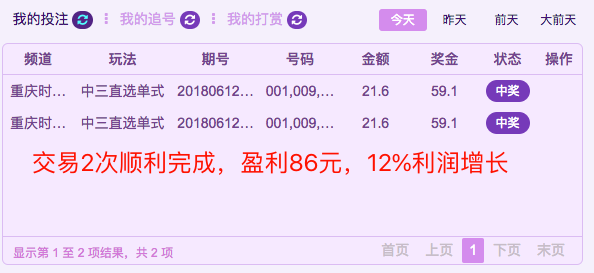 我的投注 我的追号 我的打赏 今天 昨天 前天 大前天
频道 玩法 期号 号码 金额 奖金 状态 操作
重庆时... 中三直选单式 20180612... 001,009,... 21.6 59.1 中奖
重庆时... 中三直选单式 20180612... 001,009,... 21.6 59.1 中奖
交易2次顺利完成，盈利86元，12%利润增长
显示第 1 至 2 项结果，共 2 项 首页 上页 1 下页 末页